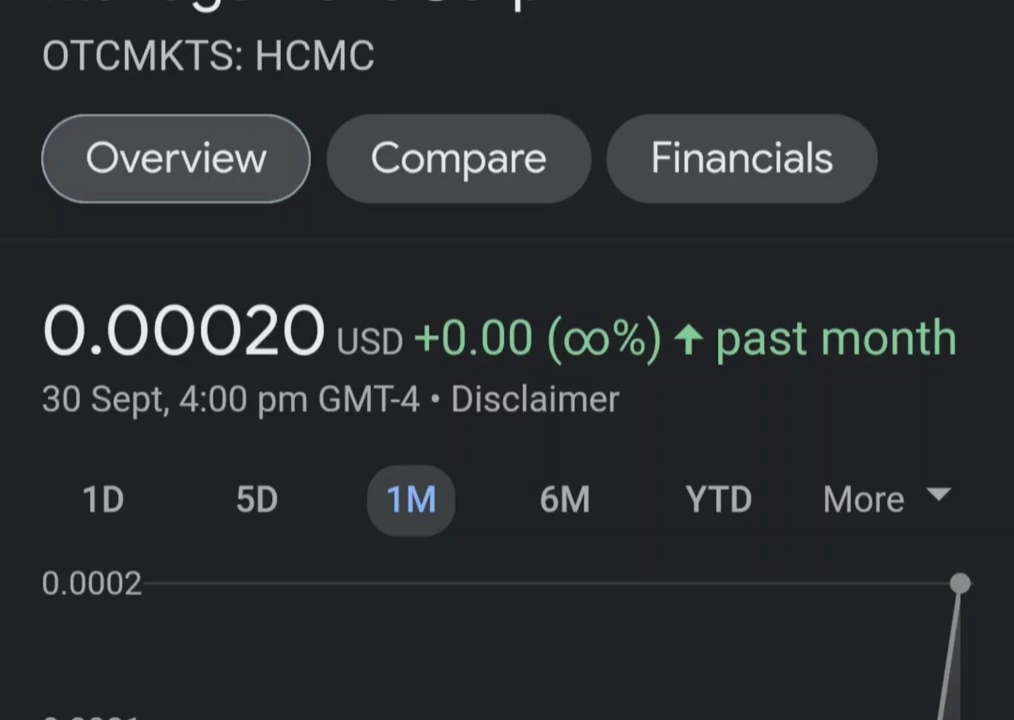 OTCMKTS: HCMC
Overview Compare Financials
0.00020 USD +0.00 (∞%) ↑ past month
30 Sept, 4:00 pm GMT-4 • Disclaimer
1D 5D 1M 6M YTD More
0.0002